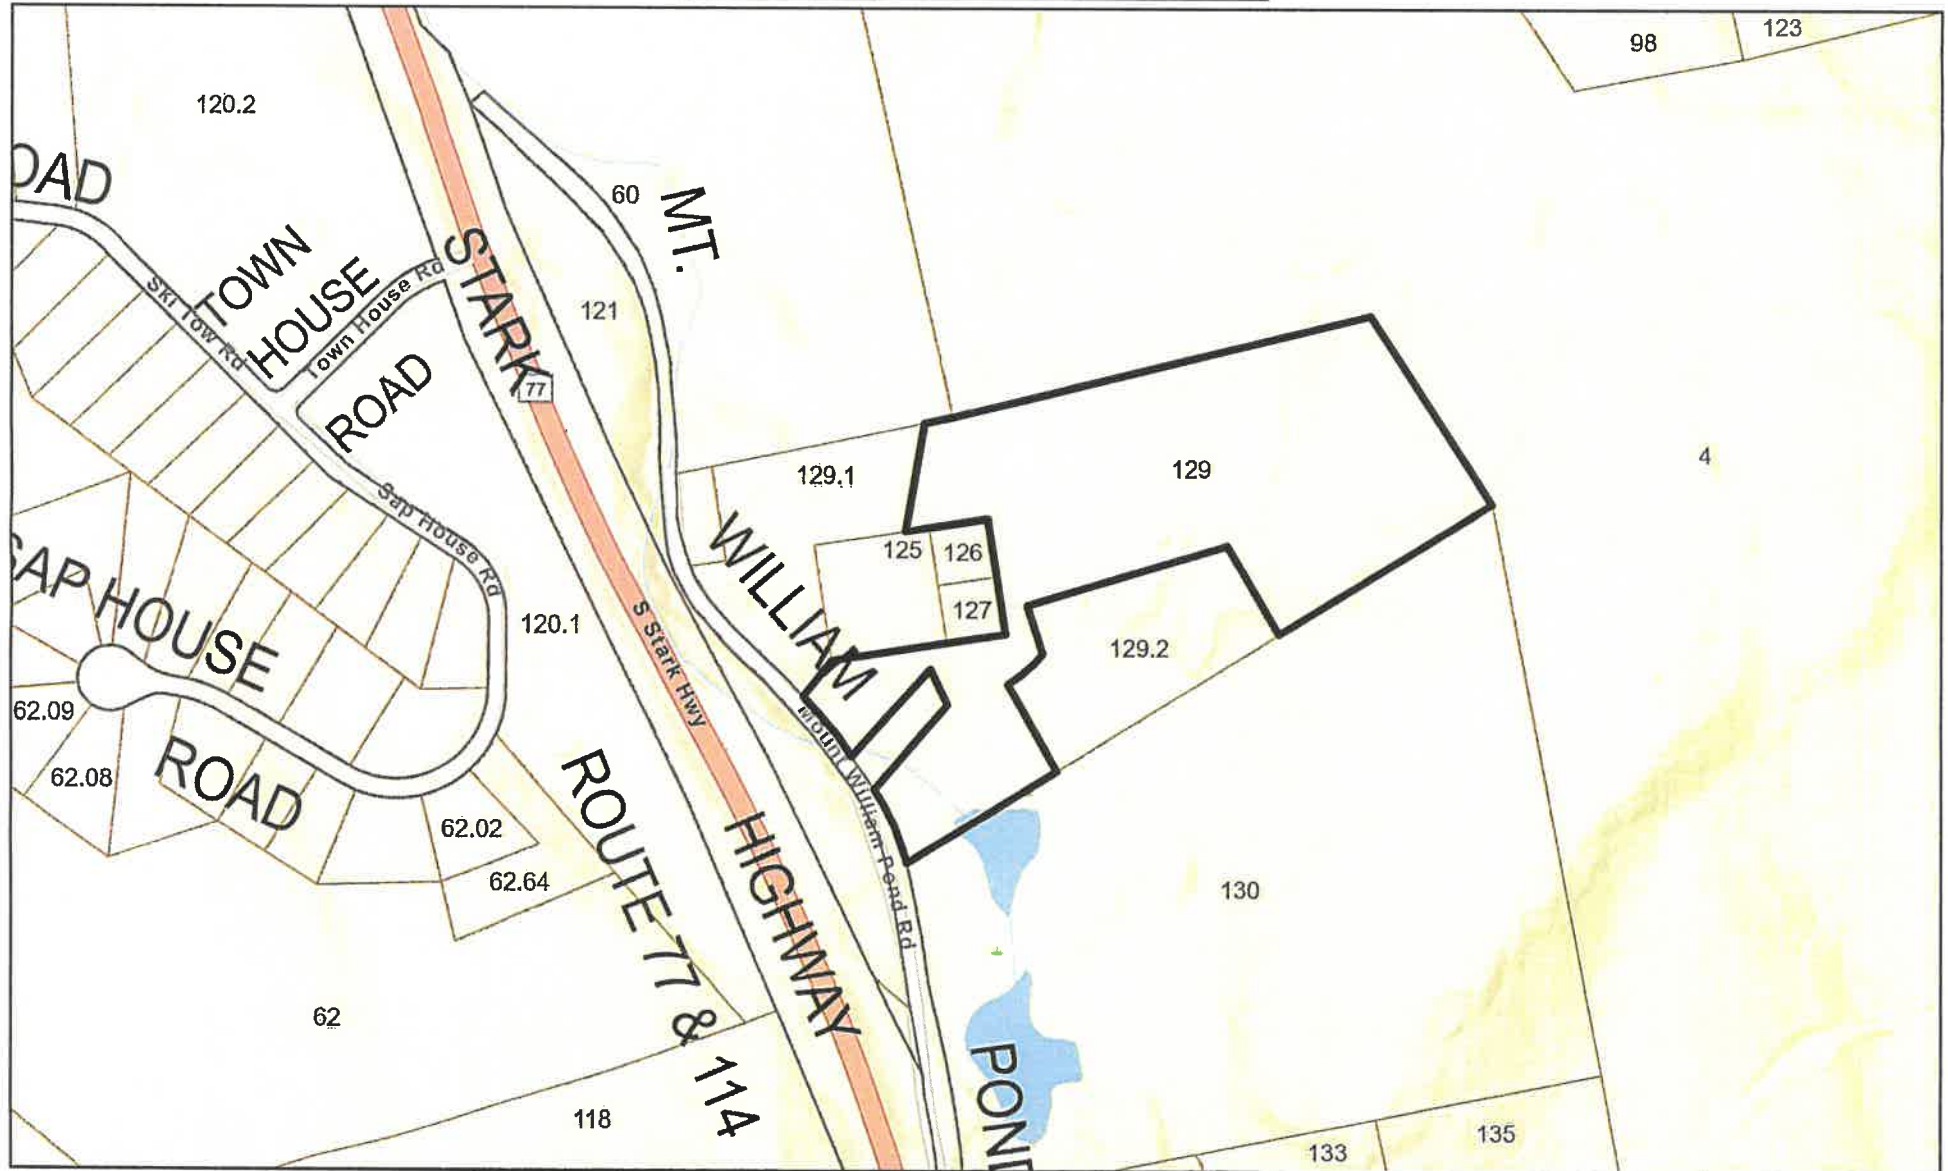 98
123
120.2
OAD
60
MT.
TOWN
HOUSE
ROAD
Ski Tow Rd
Town House Rd
STARK
77
121
129.1
129
4
Sap House Rd
125
126
127
WILLIAM
SAP HOUSE
ROAD
120.1
S Stark Hwy
129.2
62.09
62.08
Mount William Pond Rd
62.02
62.64
ROUTE 77 & 114
HIGHWAY
130
62
POND
118
133
135